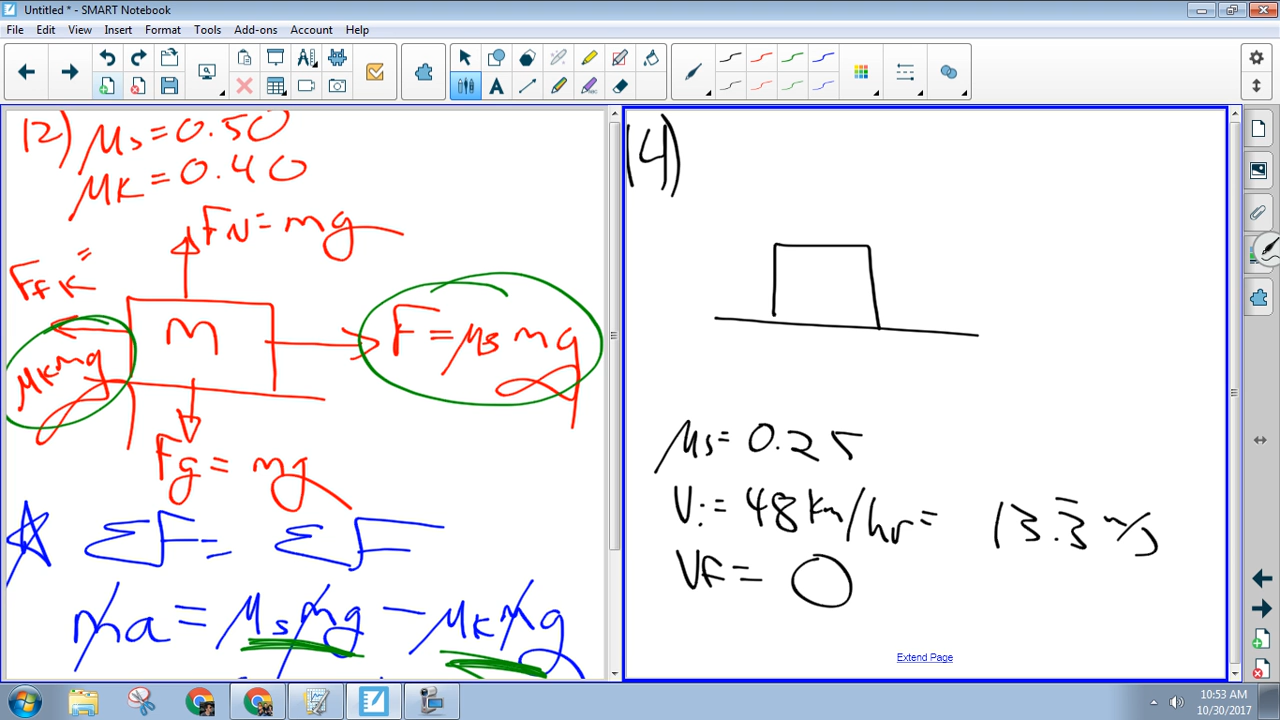 Untitled * - SMART Notebook
File Edit View Insert Format Tools Add-ons Account Help
12) μs = 0.50
μK = 0.40
FN = mg
FfK =
μKmg
m
F = μs mg
Fg = mg
ΣF = ΣF
ma = μsmg - μKmg
14)
μs = 0.25
Vi = 48 km/hr = 13.3̄ m/s
VF = 0
Extend Page
10:53 AM
10/30/2017